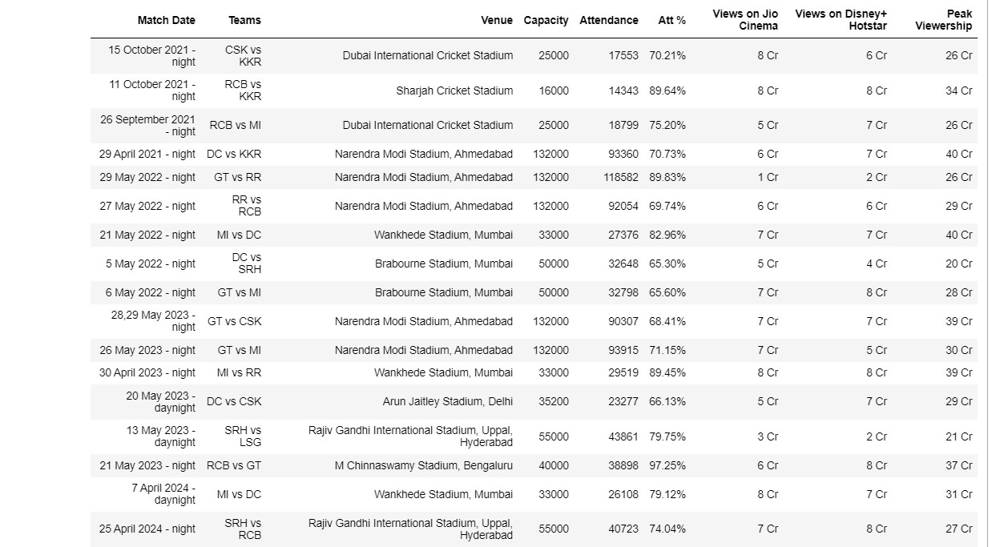 Match Date Teams Venue Capacity Attendance Att % Views on Jio Cinema Views on Disney+ Hotstar Peak Viewership
15 October 2021 - night CSK vs KKR Dubai International Cricket Stadium 25000 17553 70.21% 8 Cr 6 Cr 26 Cr
11 October 2021 - night RCB vs KKR Sharjah Cricket Stadium 16000 14343 89.64% 8 Cr 8 Cr 34 Cr
26 September 2021 - night RCB vs MI Dubai International Cricket Stadium 25000 18799 75.20% 5 Cr 7 Cr 26 Cr
29 April 2021 - night DC vs KKR Narendra Modi Stadium, Ahmedabad 132000 93360 70.73% 6 Cr 7 Cr 40 Cr
29 May 2022 - night GT vs RR Narendra Modi Stadium, Ahmedabad 132000 118582 89.83% 1 Cr 2 Cr 26 Cr
27 May 2022 - night RR vs RCB Narendra Modi Stadium, Ahmedabad 132000 92054 69.74% 6 Cr 6 Cr 29 Cr
21 May 2022 - night MI vs DC Wankhede Stadium, Mumbai 33000 27376 82.96% 7 Cr 7 Cr 40 Cr
5 May 2022 - night DC vs SRH Brabourne Stadium, Mumbai 50000 32648 65.30% 5 Cr 4 Cr 20 Cr
6 May 2022 - night GT vs MI Brabourne Stadium, Mumbai 50000 32798 65.60% 7 Cr 8 Cr 28 Cr
28,29 May 2023 - night GT vs CSK Narendra Modi Stadium, Ahmedabad 132000 90307 68.41% 7 Cr 7 Cr 39 Cr
26 May 2023 - night GT vs MI Narendra Modi Stadium, Ahmedabad 132000 93915 71.15% 7 Cr 5 Cr 30 Cr
30 April 2023 - night MI vs RR Wankhede Stadium, Mumbai 33000 29519 89.45% 8 Cr 8 Cr 39 Cr
20 May 2023 - daynight DC vs CSK Arun Jaitley Stadium, Delhi 35200 23277 66.13% 5 Cr 7 Cr 29 Cr
13 May 2023 - daynight SRH vs LSG Rajiv Gandhi International Stadium, Uppal, Hyderabad 55000 43861 79.75% 3 Cr 2 Cr 21 Cr
21 May 2023 - night RCB vs GT M Chinnaswamy Stadium, Bengaluru 40000 38898 97.25% 6 Cr 8 Cr 37 Cr
7 April 2024 - daynight MI vs DC Wankhede Stadium, Mumbai 33000 26108 79.12% 8 Cr 7 Cr 31 Cr
25 April 2024 - night SRH vs RCB Rajiv Gandhi International Stadium, Uppal, Hyderabad 55000 40723 74.04% 7 Cr 8 Cr 27 Cr